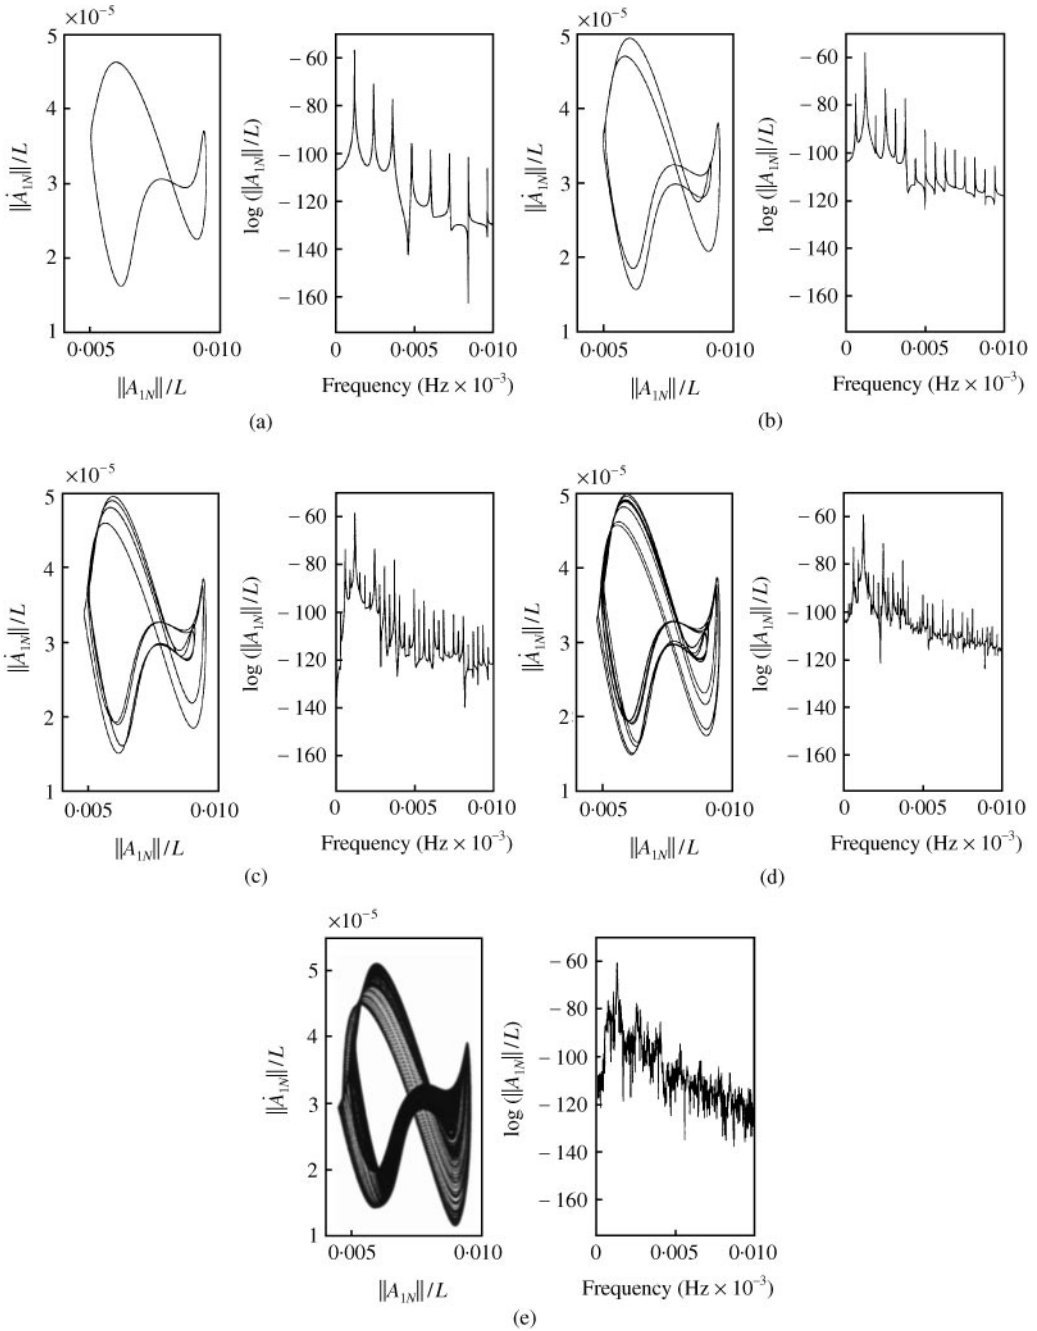 ×10⁻⁵
5
4
3
2
1
‖Ȧ₁N‖/L
0·005 0·010
‖A₁N‖/L
− 60
− 80
− 100
− 120
− 140
− 160
log (‖A₁N‖/L)
0 0·005 0·010
Frequency (Hz × 10⁻³)
(a)
×10⁻⁵
5
4
3
2
1
‖Ȧ₁N‖/L
0·005 0·010
‖A₁N‖/L
− 60
− 80
− 100
− 120
− 140
− 160
log (‖A₁N‖/L)
0 0·005 0·010
Frequency (Hz × 10⁻³)
(b)
×10⁻⁵
5
4
3
2
1
‖Ȧ₁N‖/L
0·005 0·010
‖A₁N‖/L
− 60
− 80
− 100
− 120
− 140
− 160
log (‖A₁N‖/L)
0 0·005 0·010
Frequency (Hz × 10⁻³)
(c)
×10⁻⁵
5
4
3
2
1
‖Ȧ₁N‖/L
0·005 0·010
‖A₁N‖/L
− 60
− 80
− 100
− 120
− 140
− 160
log (‖A₁N‖/L)
0 0·005 0·010
Frequency (Hz × 10⁻³)
(d)
×10⁻⁵
5
4
3
2
1
‖Ȧ₁N‖/L
0·005 0·010
‖A₁N‖/L
− 60
− 80
− 100
− 120
− 140
− 160
log (‖A₁N‖/L)
0 0·005 0·010
Frequency (Hz × 10⁻³)
(e)